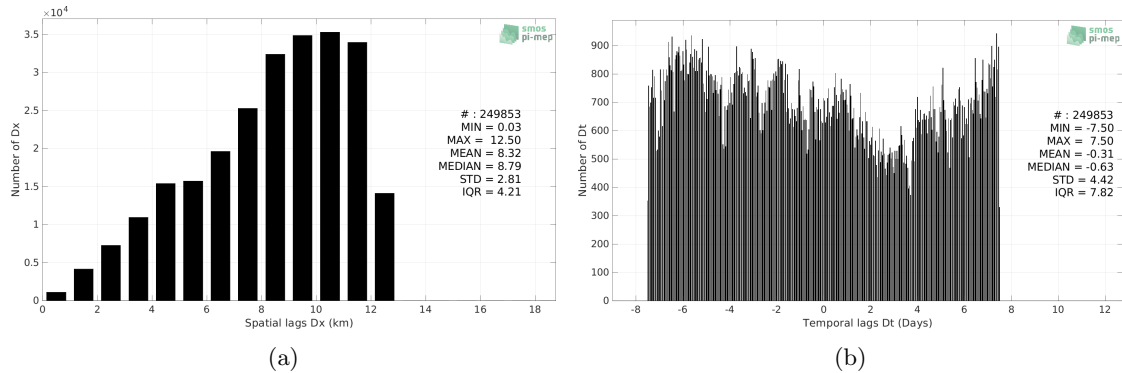 ×10⁴
3.5
3
2.5
2
1.5
1
0.5
0
Number of Dx
0 2 4 6 8 10 12 14 16 18
Spatial lags Dx (km)
smos
pi-mep
# : 249853
MIN = 0.03
MAX = 12.50
MEAN = 8.32
MEDIAN = 8.79
STD = 2.81
IQR = 4.21
(a)
900
800
700
600
500
400
300
200
100
0
Number of Dt
-8 -6 -4 -2 0 2 4 6 8 10 12
Temporal lags Dt (Days)
smos
pi-mep
# : 249853
MIN = -7.50
MAX = 7.50
MEAN = -0.31
MEDIAN = -0.63
STD = 4.42
IQR = 7.82
(b)